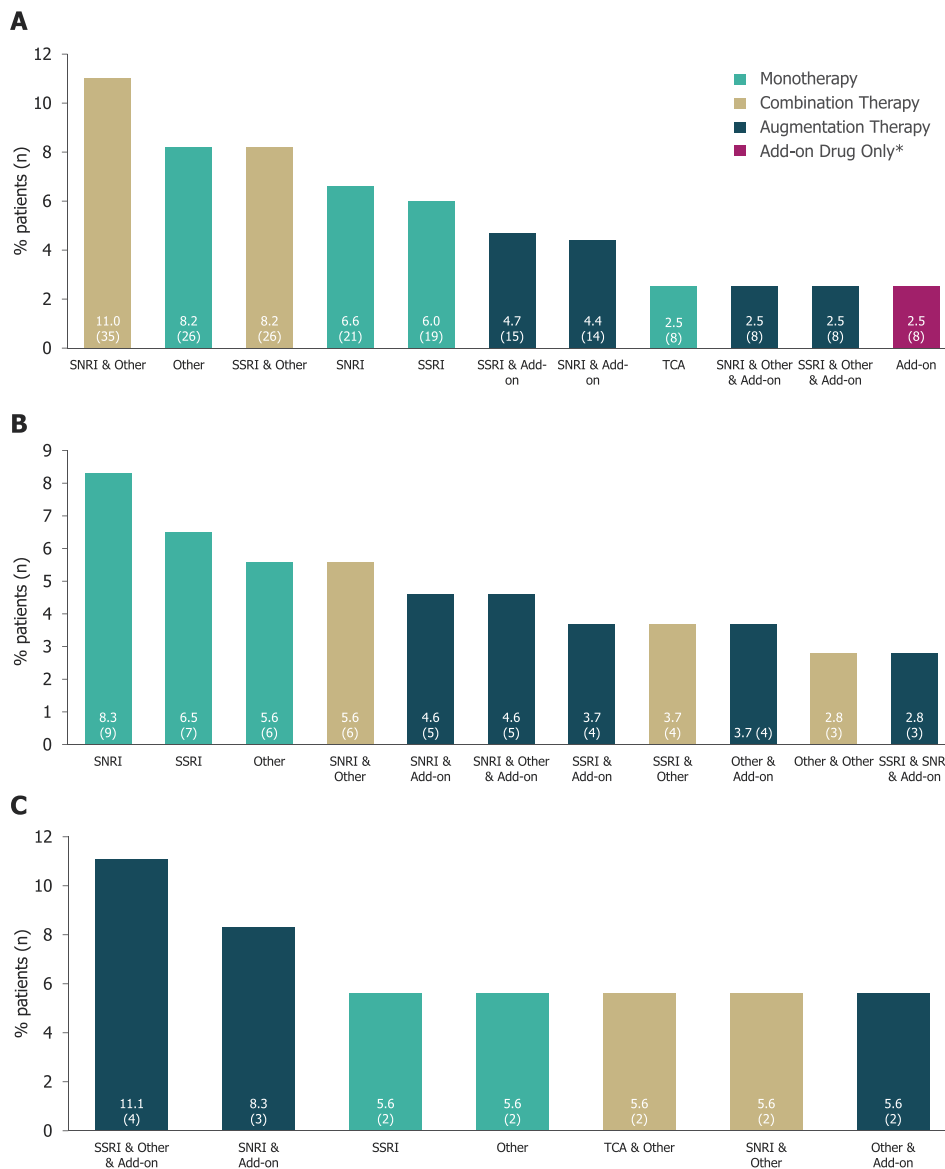 A
% patients (n)
12
10
8
6
4
2
0
Monotherapy
Combination Therapy
Augmentation Therapy
Add-on Drug Only*
11.0
(35)
8.2
(26)
8.2
(26)
6.6
(21)
6.0
(19)
4.7
(15)
4.4
(14)
2.5
(8)
2.5
(8)
2.5
(8)
2.5
(8)
SNRI & Other
Other
SSRI & Other
SNRI
SSRI
SSRI & Add-
on
SNRI & Add-
on
TCA
SNRI & Other
& Add-on
SSRI & Other
& Add-on
Add-on
B
% patients (n)
9
8
7
6
5
4
3
2
1
0
8.3
(9)
6.5
(7)
5.6
(6)
5.6
(6)
4.6
(5)
4.6
(5)
3.7
(4)
3.7
(4)
3.7 (4)
2.8
(3)
2.8
(3)
SNRI
SSRI
Other
SNRI &
Other
SNRI &
Add-on
SNRI & Other
& Add-on
SSRI &
Add-on
SSRI &
Other
Other &
Add-on
Other & Other
SSRI & SNR
& Add-on
C
% patients (n)
12
10
8
6
4
2
0
11.1
(4)
8.3
(3)
5.6
(2)
5.6
(2)
5.6
(2)
5.6
(2)
5.6
(2)
SSRI & Other
& Add-on
SNRI &
Add-on
SSRI
Other
TCA & Other
SNRI &
Other
Other &
Add-on